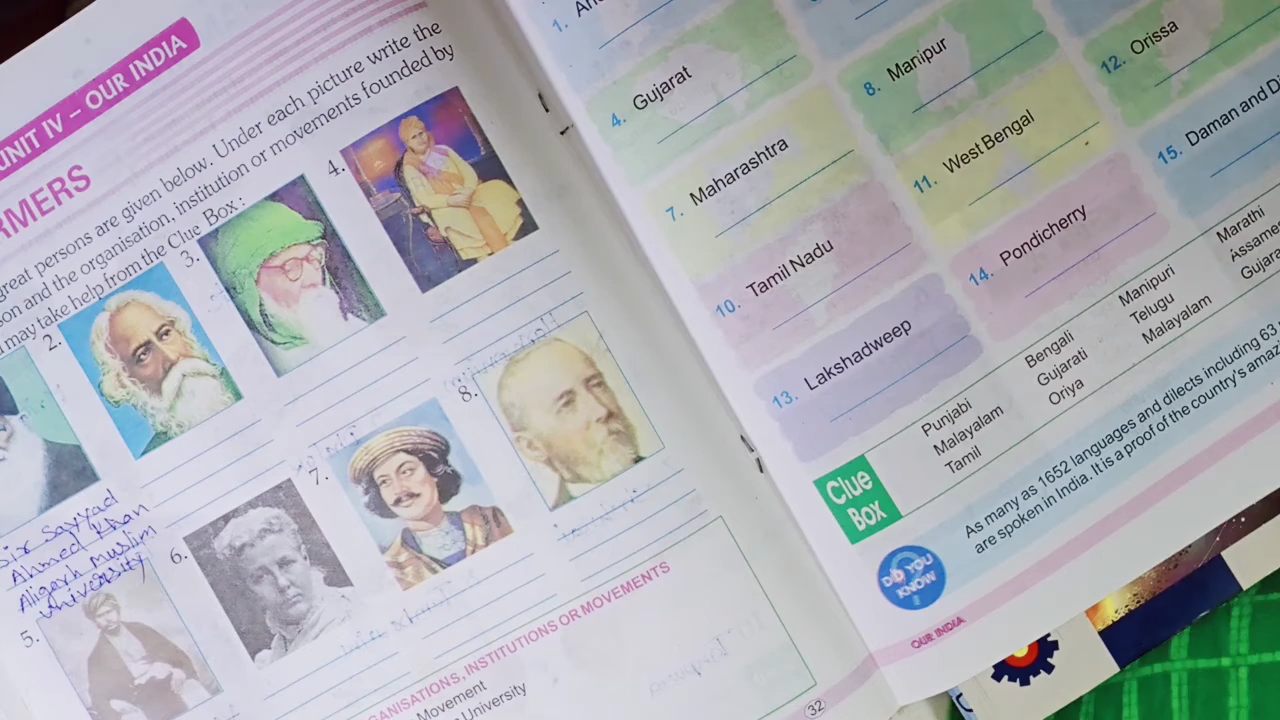 UNIT IV – OUR INDIA
RMERS
great persons are given below. Under each picture write the
son and the organisation, institution or movements founded by
may take help from the Clue Box:
2.
3.
4.
Sir Sayyad
Ahmed Khan
Aligarh Muslim
University
5.
6.
7.
8.
GANISATIONS, INSTITUTIONS OR MOVEMENTS
Movement
University
32
1.
4. Gujarat
8. Manipur
12. Orissa
7. Maharashtra
11. West Bengal
15. Daman and
10. Tamil Nadu
14. Pondicherry
13. Lakshadweep
Clue
BOX
Punjabi
Malayalam
Tamil
Bengali
Gujarati
Oriya
Manipuri
Telugu
Malayalam
Marathi
DID YOU
KNOW
?
As many as 1652 languages and dilects including 63
are spoken in India. It is a proof of the country's
OUR INDIA